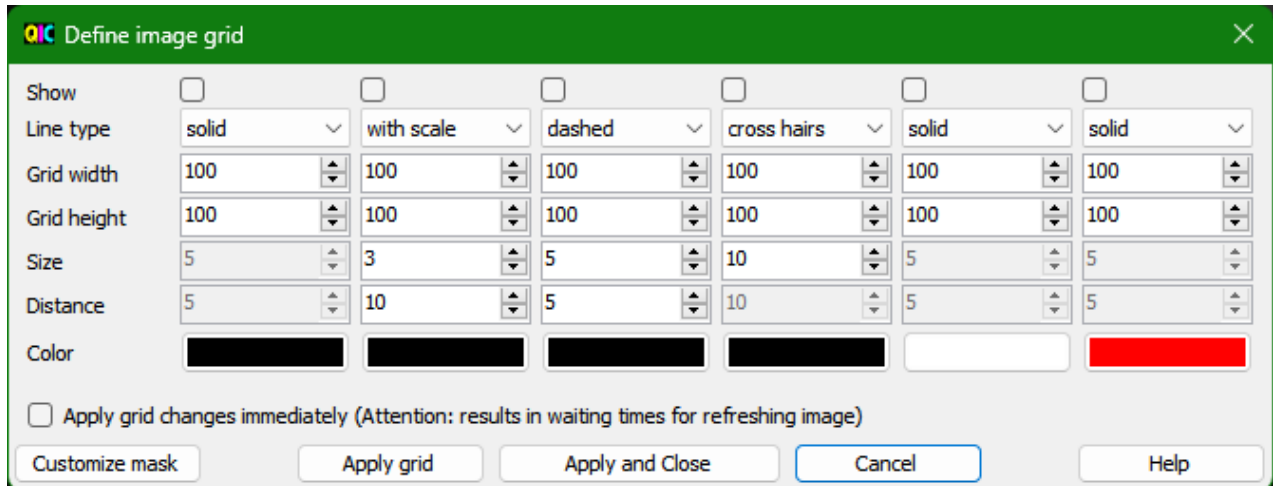 QIC Define image grid
Show
Line type solid with scale dashed cross hairs solid solid
Grid width 100 100 100 100 100 100
Grid height 100 100 100 100 100 100
Size 5 3 5 10 5 5
Distance 5 10 5 10 5 5
Color
Apply grid changes immediately (Attention: results in waiting times for refreshing image)
Customize mask Apply grid Apply and Close Cancel Help